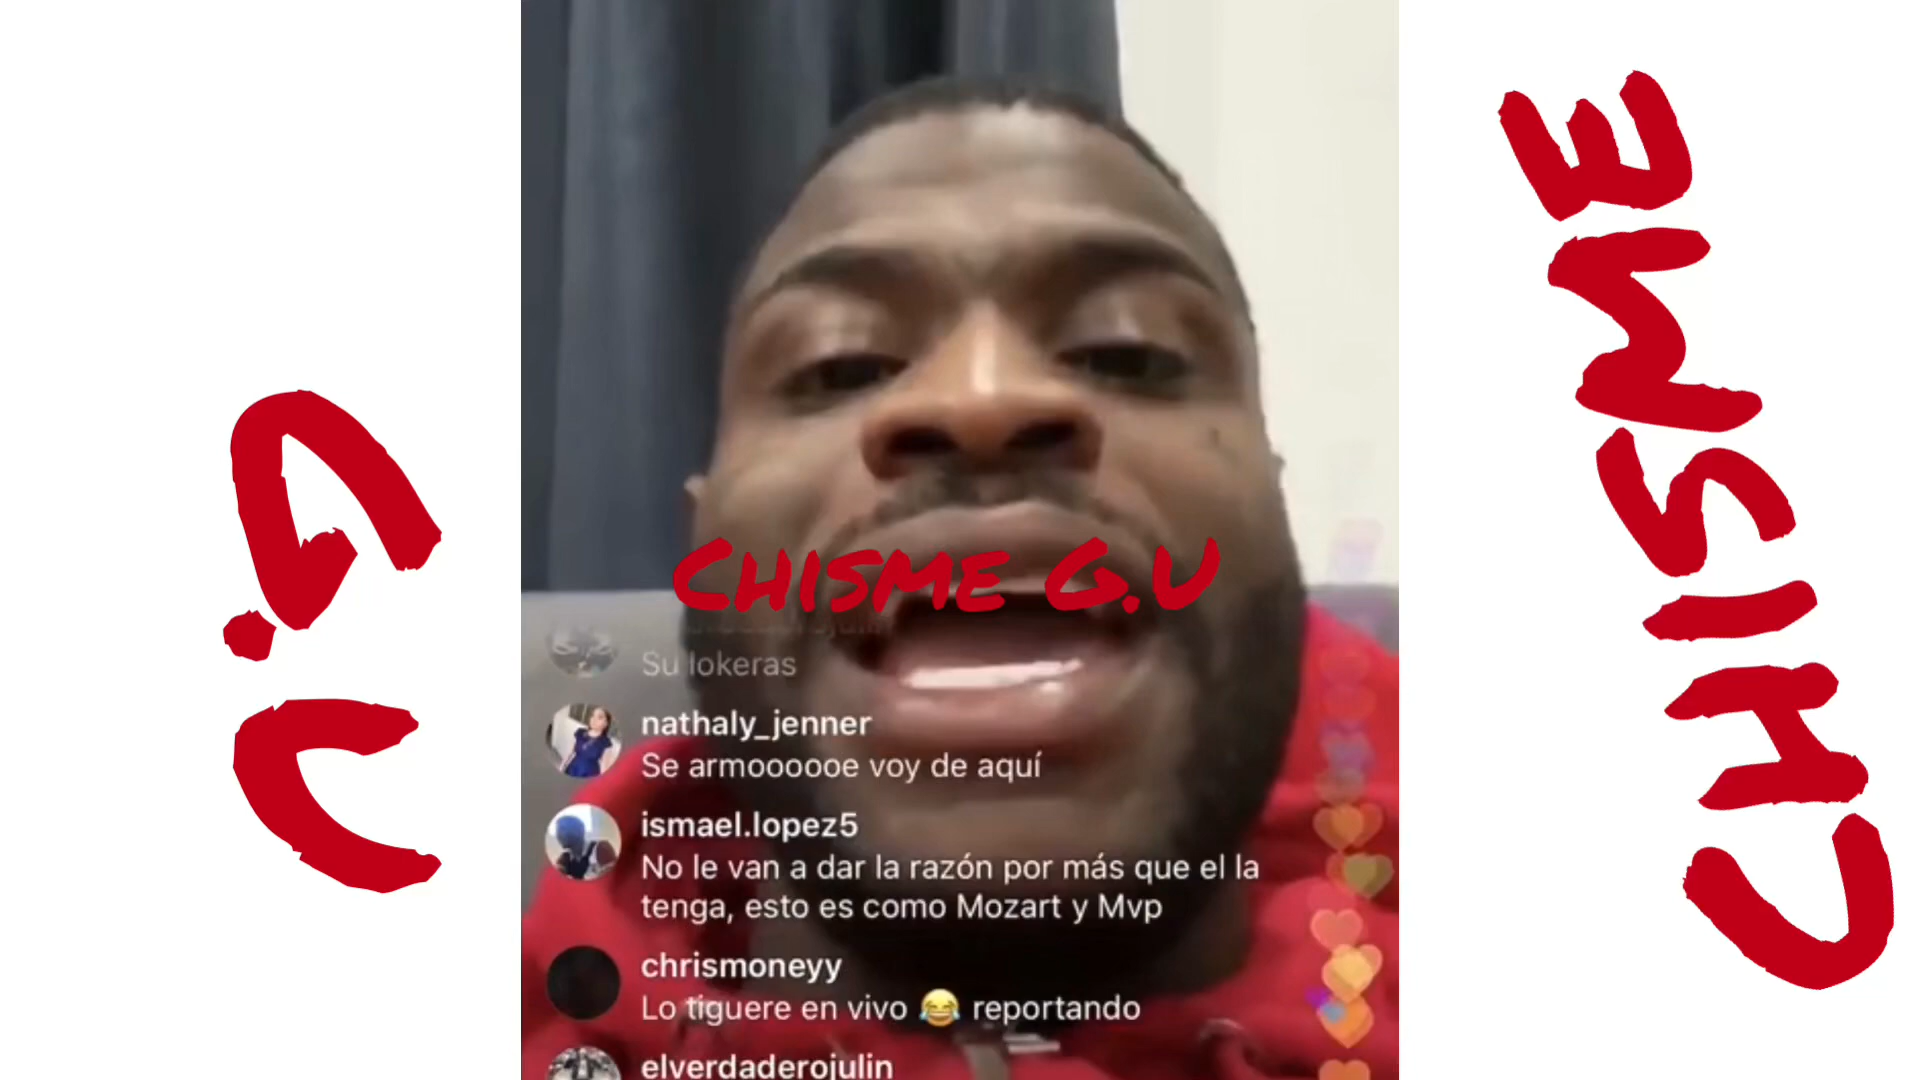 G.U
CHISME G.U
Su lokeras
nathaly_jenner
Se armoooooe voy de aquí
ismael.lopez5
No le van a dar la razón por más que el la
tenga, esto es como Mozart y Mvp
chrismoneyy
Lo tiguere en vivo 😂 reportando
elverdaderojulin
CHISME